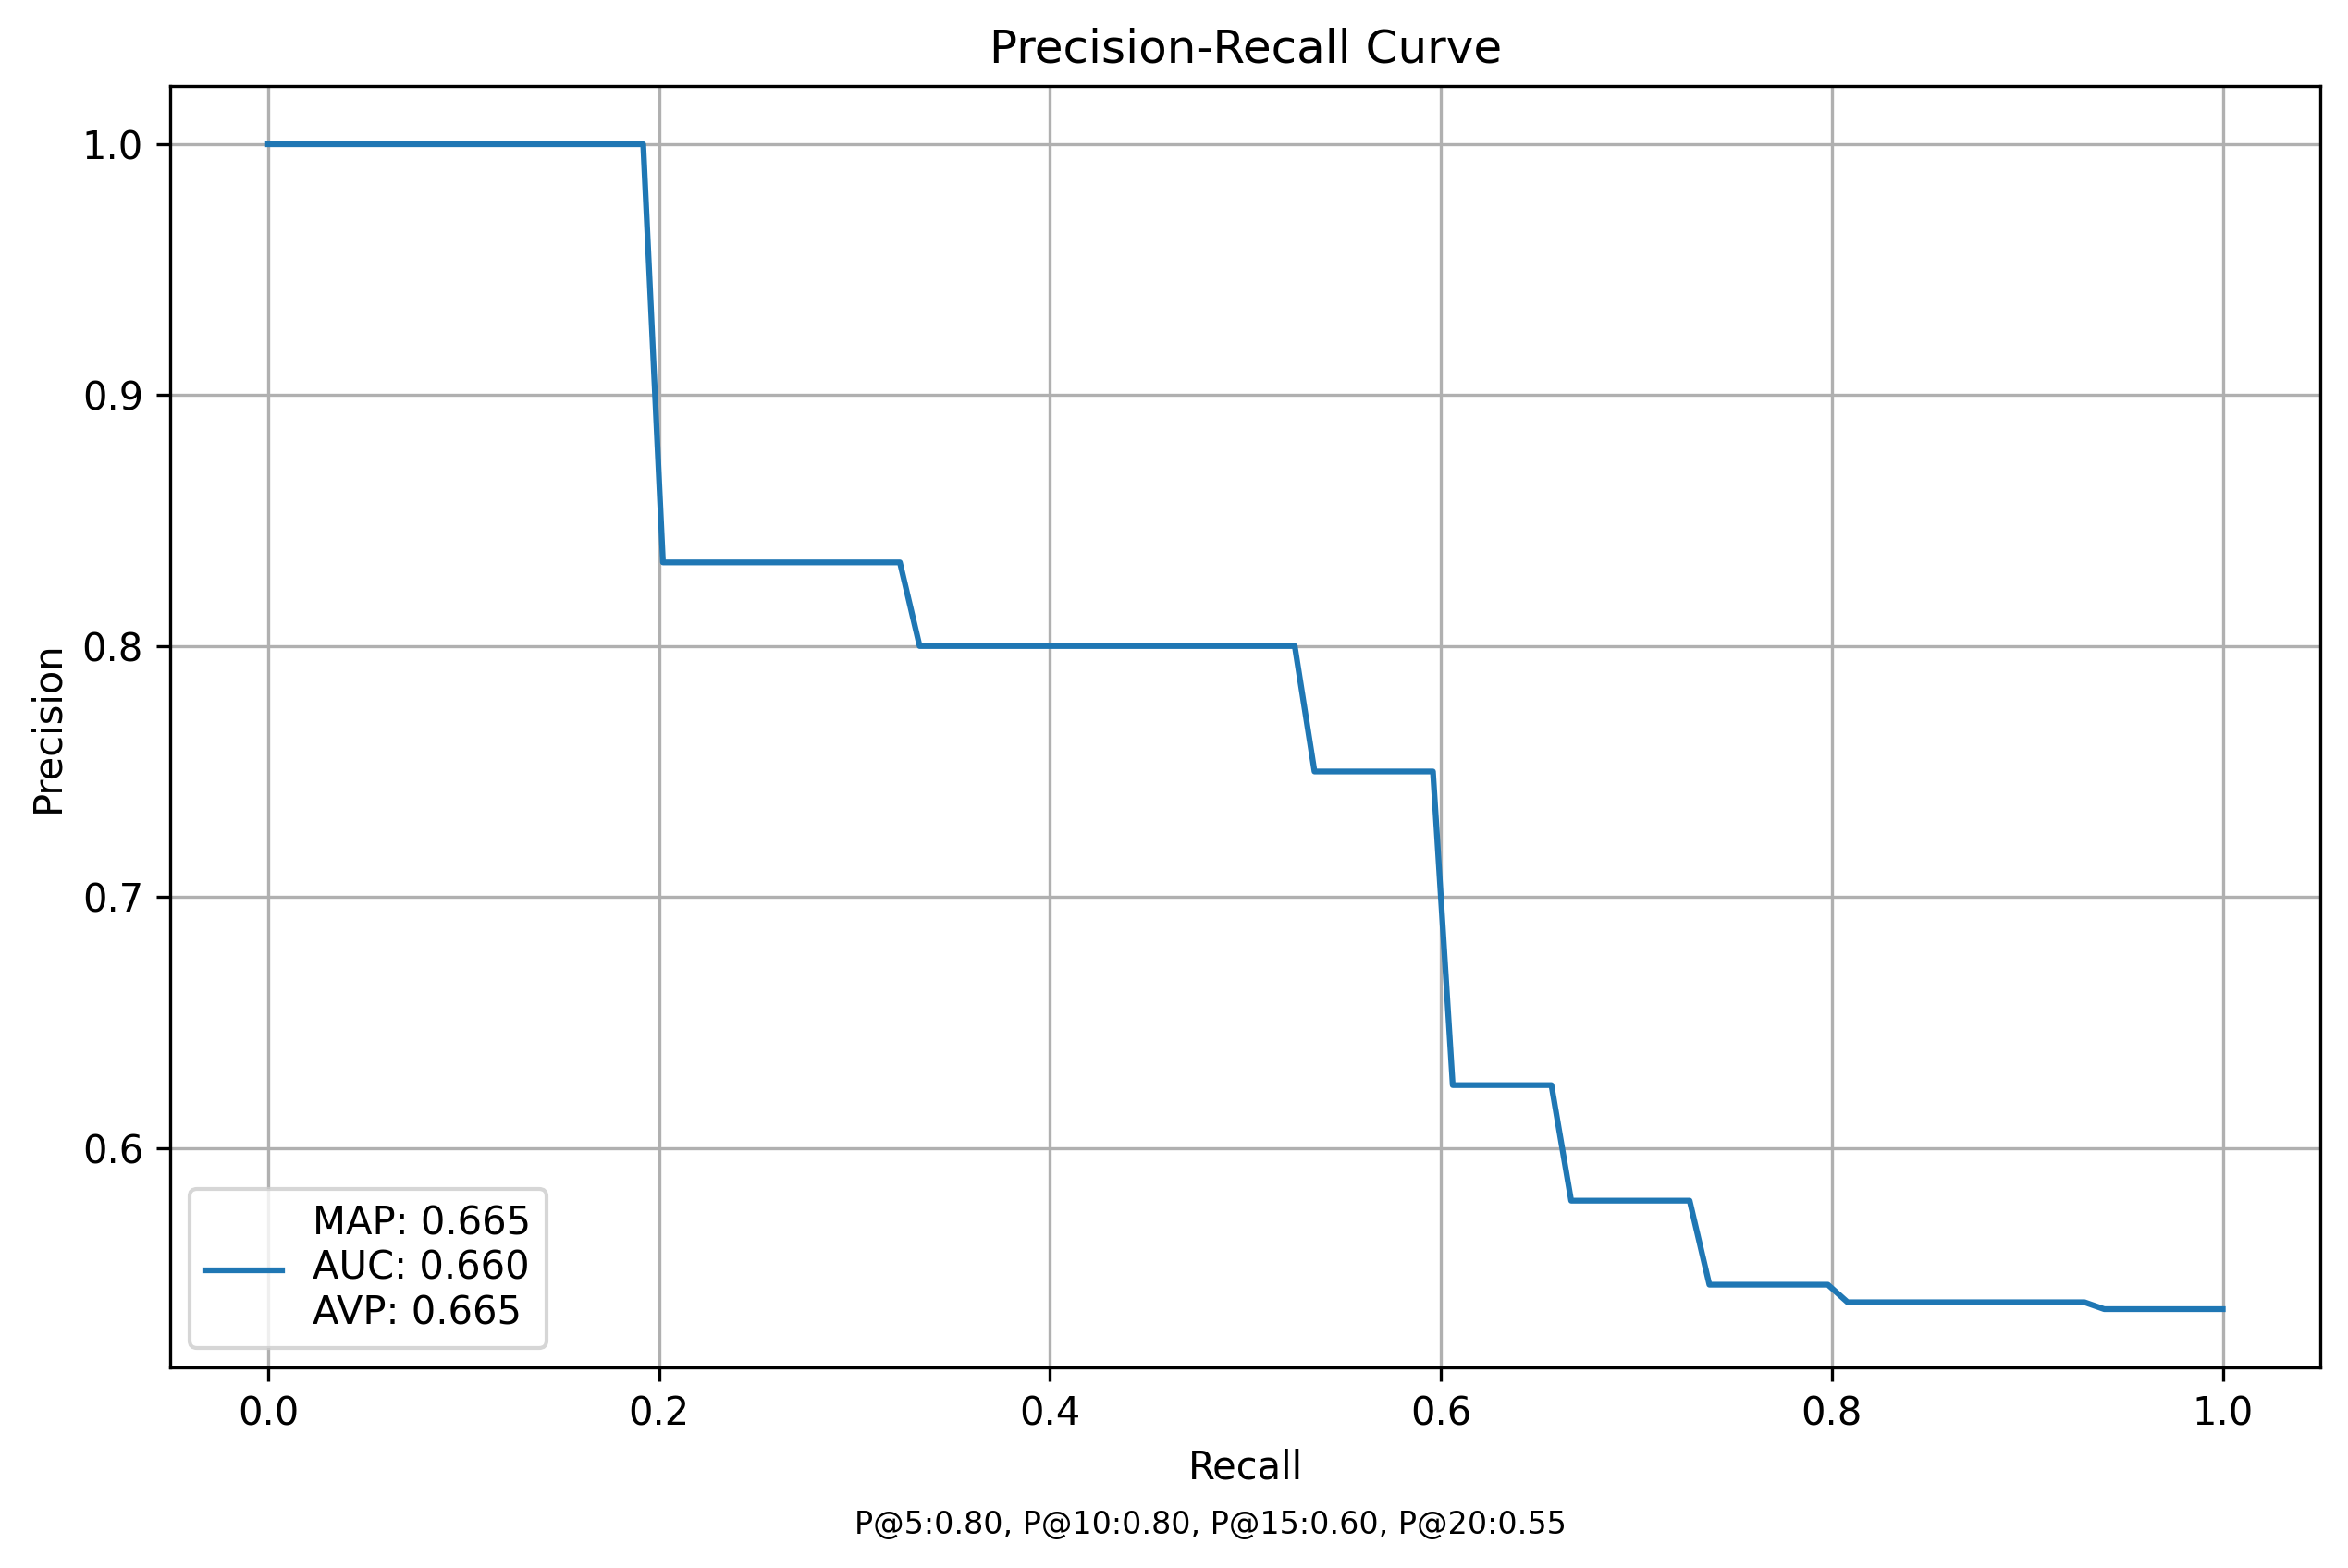 Precision-Recall Curve
1.0
0.9
0.8
0.7
0.6
Precision
MAP: 0.665
AUC: 0.660
AVP: 0.665
0.0 0.2 0.4 0.6 0.8 1.0
Recall
P@5:0.80, P@10:0.80, P@15:0.60, P@20:0.55